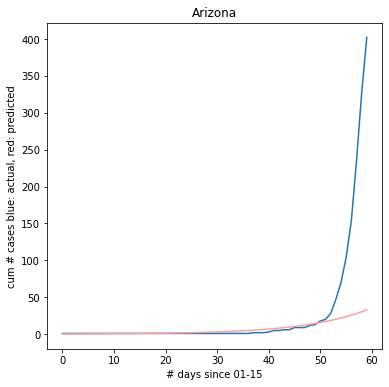 Arizona
cum # cases blue: actual, red: predicted
400
350
300
250
200
150
100
50
0
0 10 20 30 40 50 60
# days since 01-15